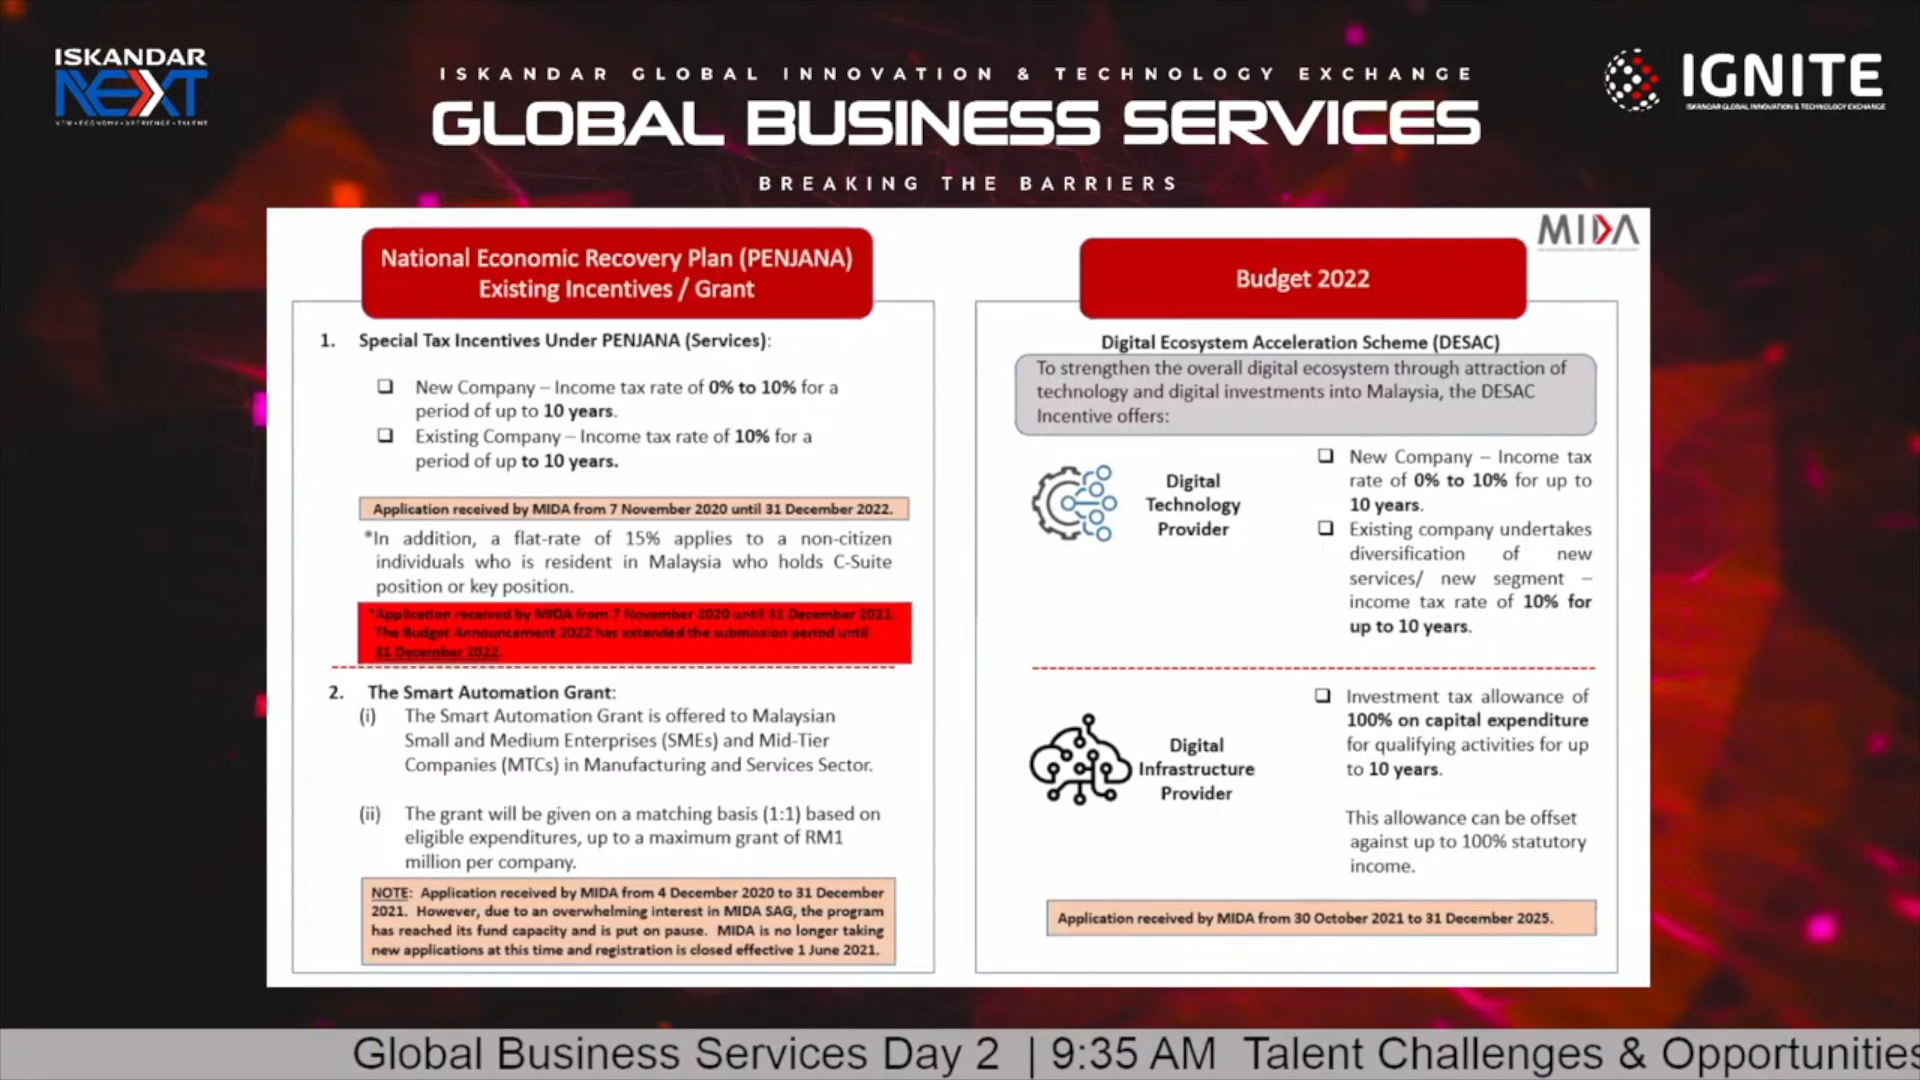 ISKANDAR
NEXT
NEW • ECONOMY • XPERIENCE • TALENT
ISKANDAR GLOBAL INNOVATION & TECHNOLOGY EXCHANGE
GLOBAL BUSINESS SERVICES
BREAKING THE BARRIERS
IGNITE
ISKANDAR GLOBAL INNOVATION & TECHNOLOGY EXCHANGE
MIDA
National Economic Recovery Plan (PENJANA)
Existing Incentives / Grant
1. Special Tax Incentives Under PENJANA (Services):
❑ New Company – Income tax rate of 0% to 10% for a
period of up to 10 years.
❑ Existing Company – Income tax rate of 10% for a
period of up to 10 years.
Application received by MIDA from 7 November 2020 until 31 December 2022.
*In addition, a flat-rate of 15% applies to a non-citizen
individuals who is resident in Malaysia who holds C-Suite
position or key position.
*Application received by MIDA from 7 November 2020 until 31 December 2021.
The Budget Announcement 2022 has extended the submission period until
31 December 2022.
2. The Smart Automation Grant:
(i) The Smart Automation Grant is offered to Malaysian
Small and Medium Enterprises (SMEs) and Mid-Tier
Companies (MTCs) in Manufacturing and Services Sector.
(ii) The grant will be given on a matching basis (1:1) based on
eligible expenditures, up to a maximum grant of RM1
million per company.
NOTE: Application received by MIDA from 4 December 2020 to 31 December
2021. However, due to an overwhelming interest in MIDA SAG, the program
has reached its fund capacity and is put on pause. MIDA is no longer taking
new applications at this time and registration is closed effective 1 June 2021.
Budget 2022
Digital Ecosystem Acceleration Scheme (DESAC)
To strengthen the overall digital ecosystem through attraction of
technology and digital investments into Malaysia, the DESAC
Incentive offers:
Digital
Technology
Provider
❑ New Company – Income tax
rate of 0% to 10% for up to
10 years.
❑ Existing company undertakes
diversification of new
services/ new segment –
income tax rate of 10% for
up to 10 years.
Digital
Infrastructure
Provider
❑ Investment tax allowance of
100% on capital expenditure
for qualifying activities for up
to 10 years.
This allowance can be offset
against up to 100% statutory
income.
Application received by MIDA from 30 October 2021 to 31 December 2025.
Global Business Services Day 2 | 9:35 AM Talent Challenges & Opportunities